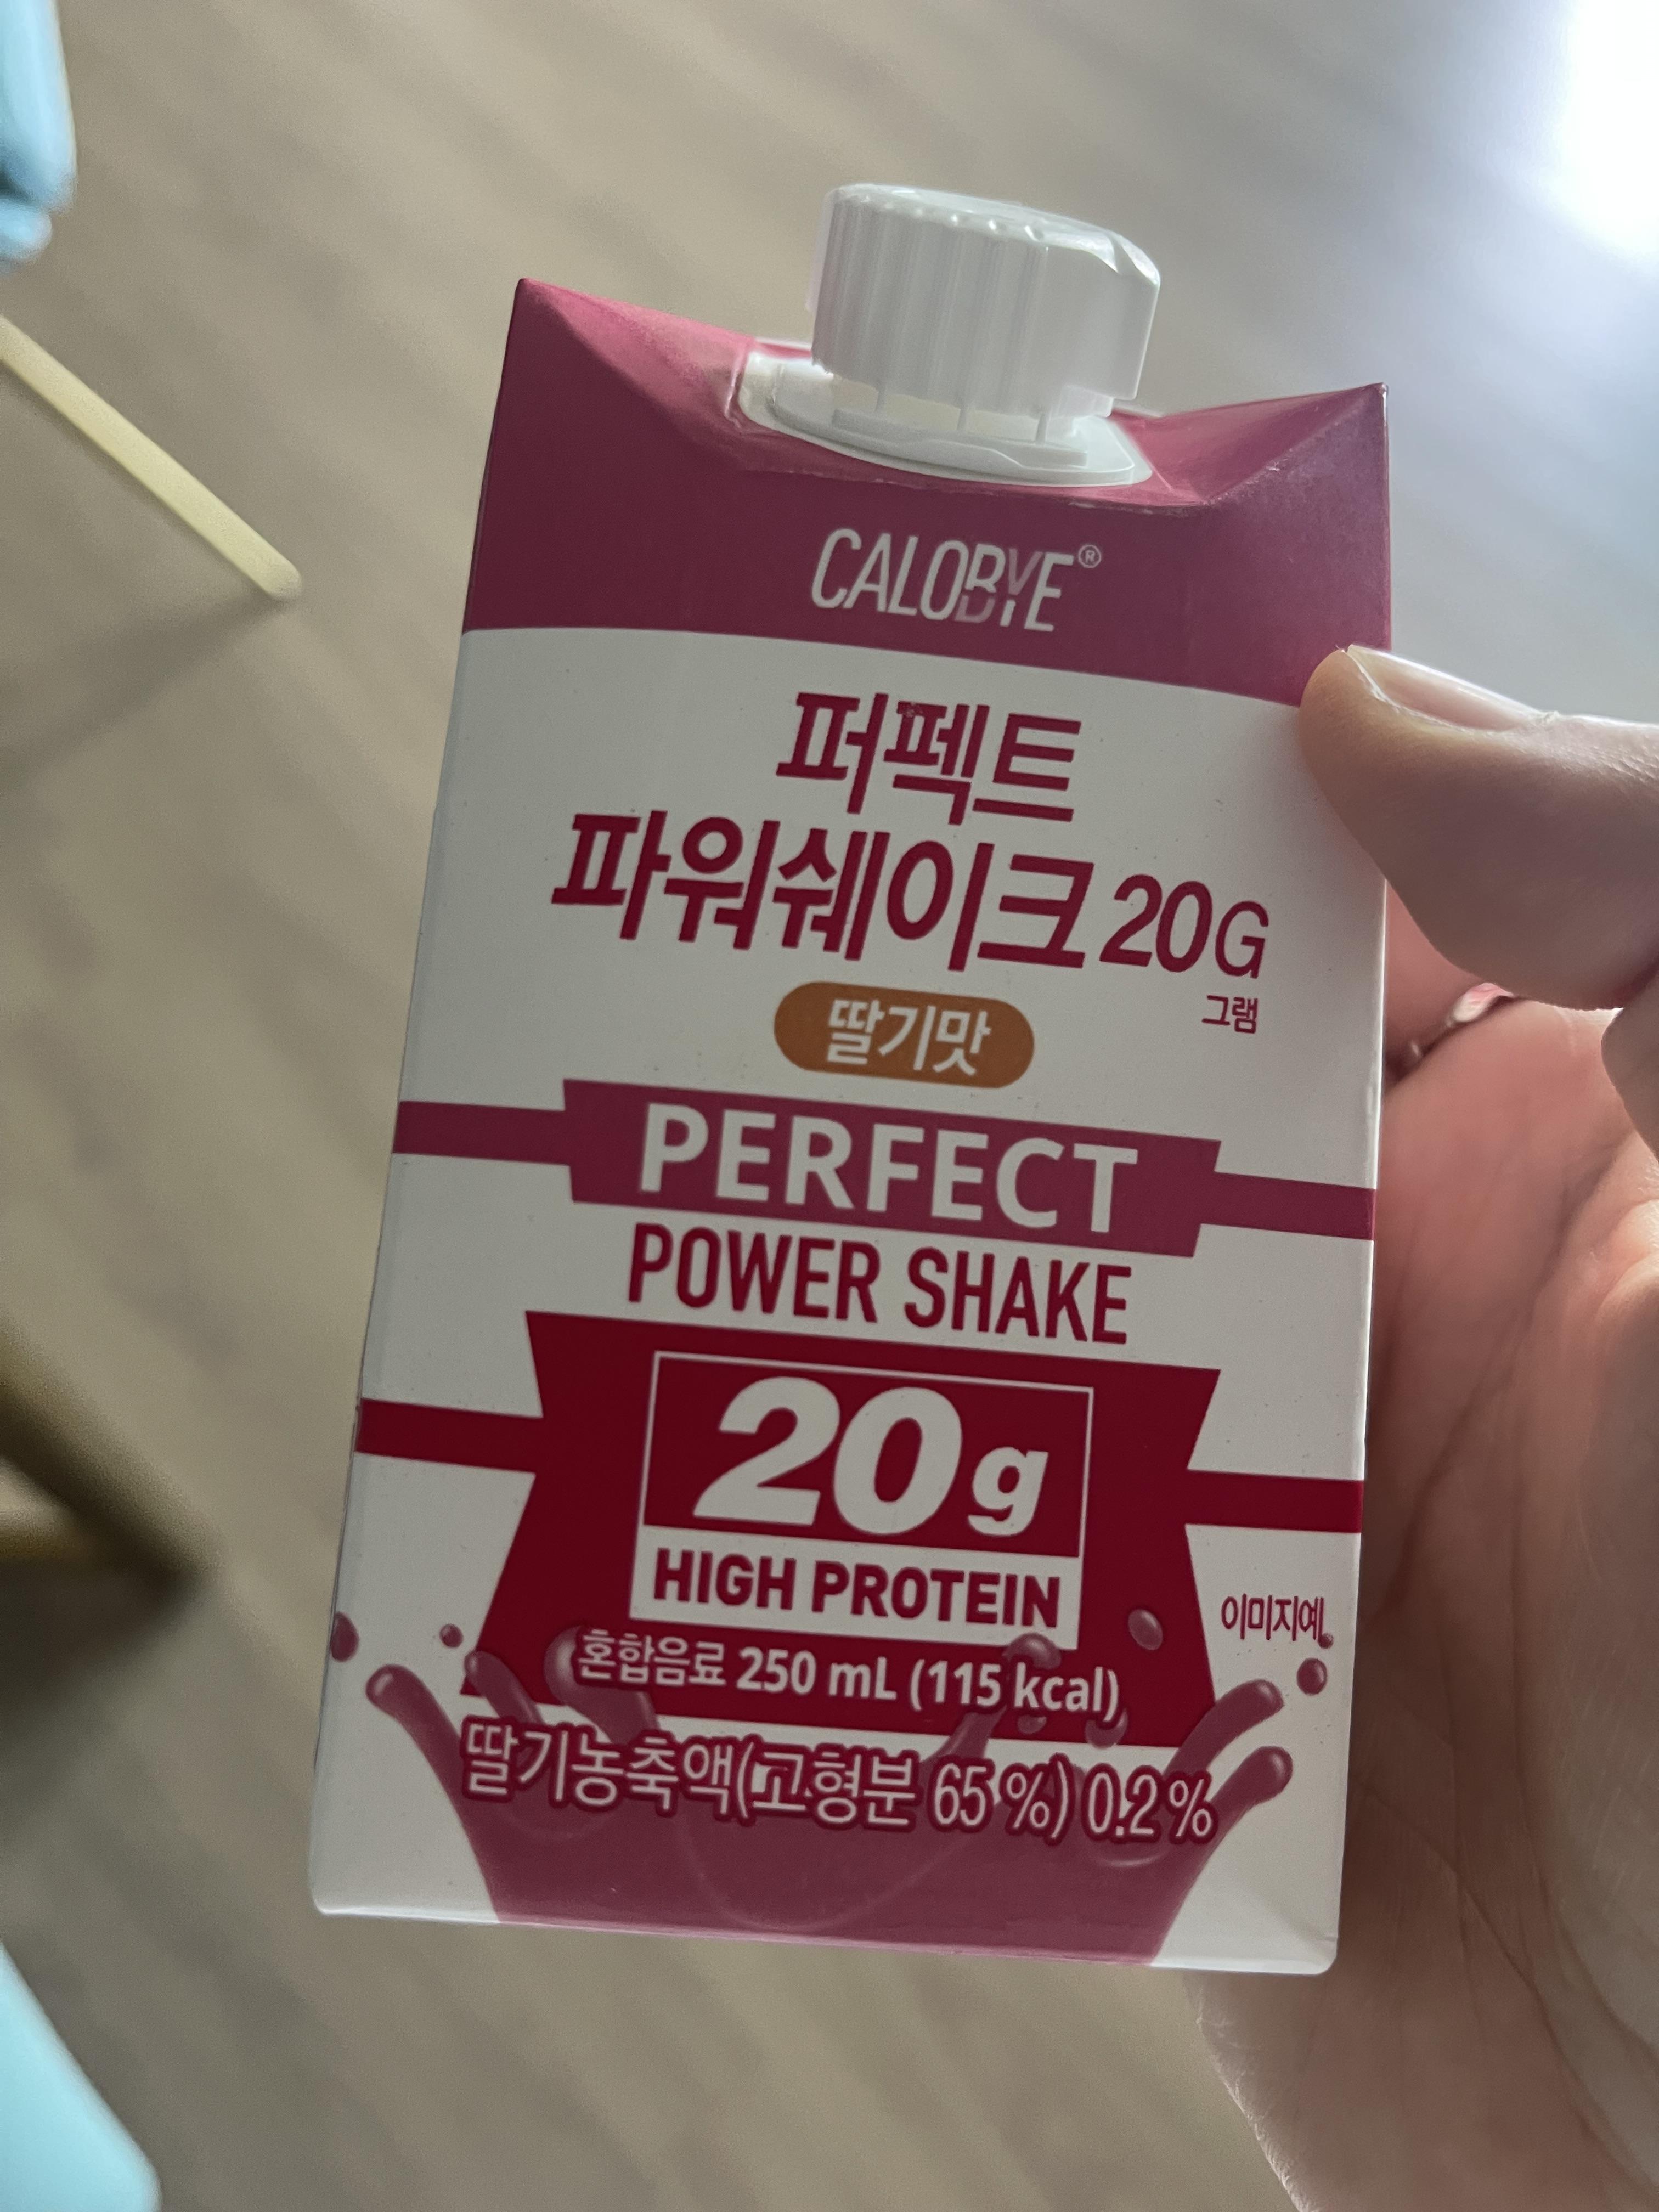 CALOBYE®
퍼펙트
파워쉐이크 20G
그램
딸기맛
PERFECT
POWER SHAKE
20g
HIGH PROTEIN
이미지예
혼합음료 250 mL (115 kcal)
딸기농축액(고형분 65 %) 0.2 %